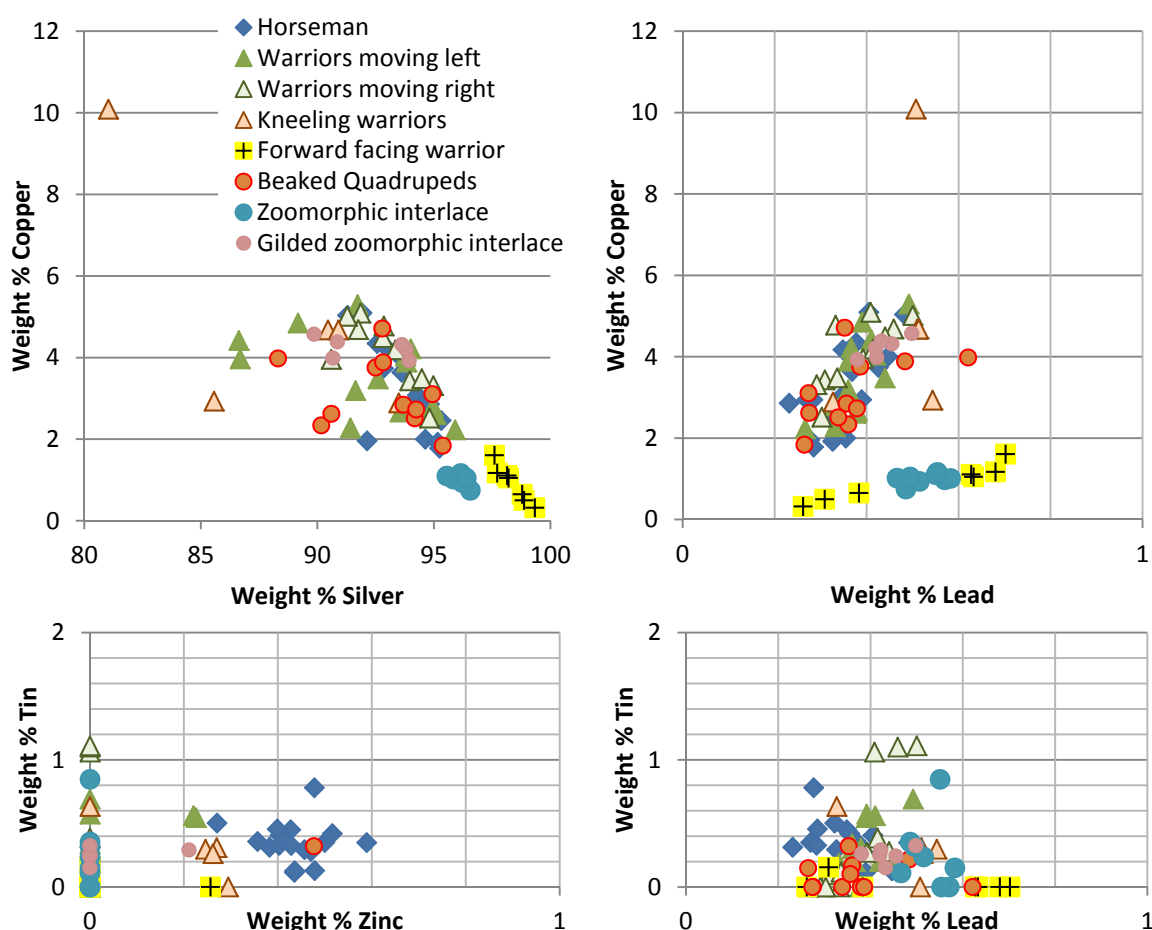 12
10
8
6
4
2
0
80
85
90
95
100
Weight % Copper
Weight % Silver
Horseman
Warriors moving left
Warriors moving right
Kneeling warriors
Forward facing warrior
Beaked Quadrupeds
Zoomorphic interlace
Gilded zoomorphic interlace
12
10
8
6
4
2
0
0
1
Weight % Copper
Weight % Lead
2
1
0
0
1
Weight % Tin
Weight % Zinc
2
1
0
0
1
Weight % Tin
Weight % Lead